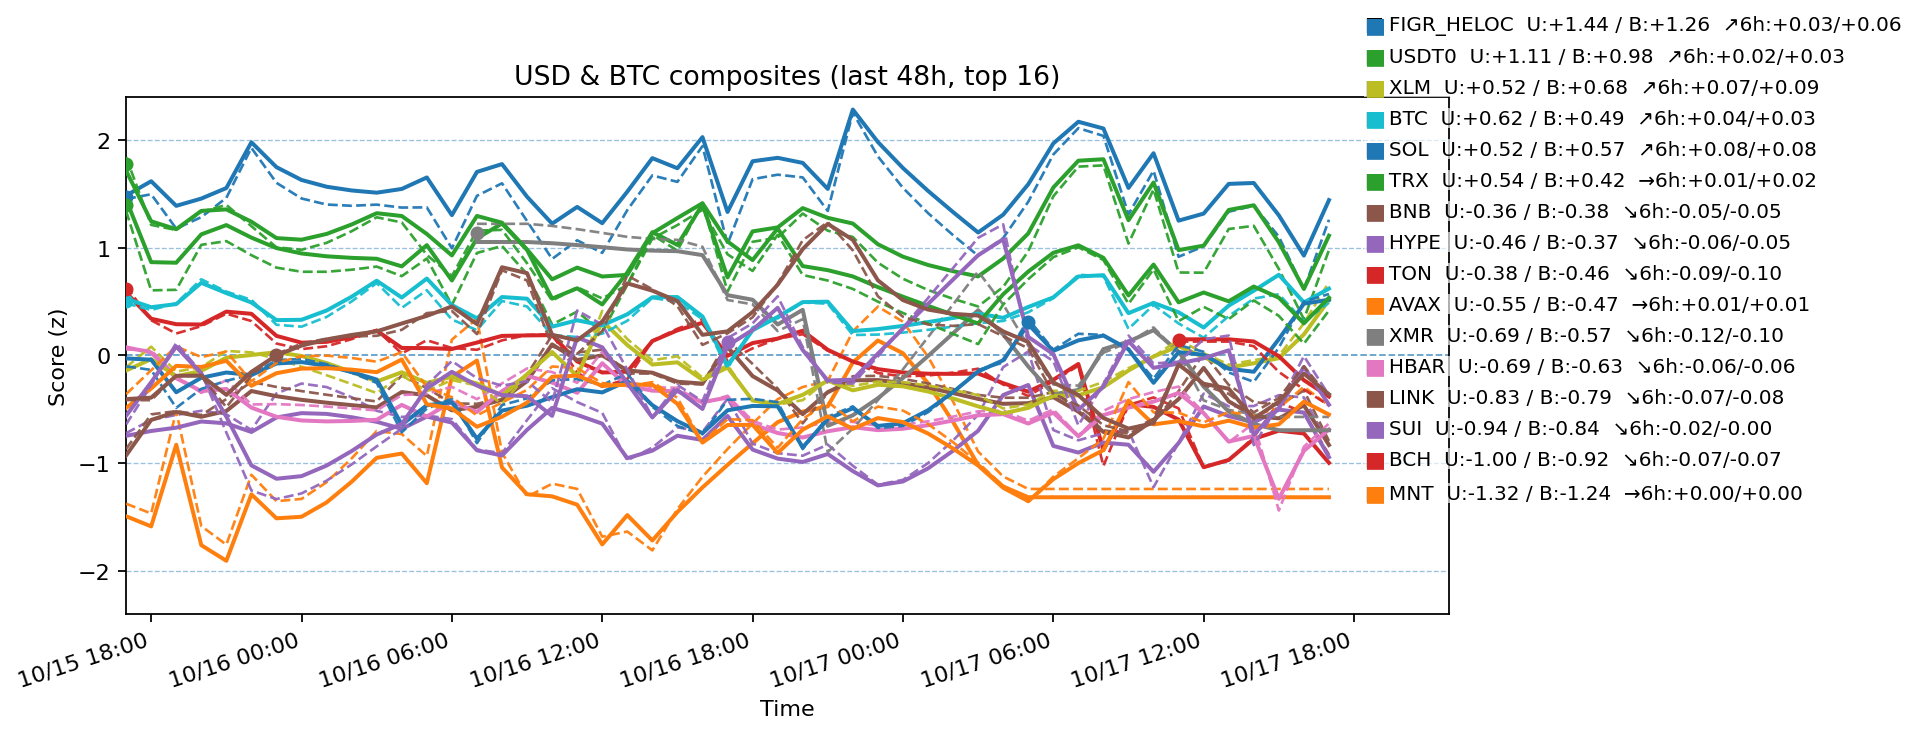 USD & BTC composites (last 48h, top 16)
FIGR_HELOC U:+1.44 / B:+1.26 ↗6h:+0.03/+0.06
USDT0 U:+1.11 / B:+0.98 ↗6h:+0.02/+0.03
XLM U:+0.52 / B:+0.68 ↗6h:+0.07/+0.09
BTC U:+0.62 / B:+0.49 ↗6h:+0.04/+0.03
SOL U:+0.52 / B:+0.57 ↗6h:+0.08/+0.08
TRX U:+0.54 / B:+0.42 →6h:+0.01/+0.02
BNB U:-0.36 / B:-0.38 ↘6h:-0.05/-0.05
HYPE U:-0.46 / B:-0.37 ↘6h:-0.06/-0.05
TON U:-0.38 / B:-0.46 ↘6h:-0.09/-0.10
AVAX U:-0.55 / B:-0.47 →6h:+0.01/+0.01
XMR U:-0.69 / B:-0.57 ↘6h:-0.12/-0.10
HBAR U:-0.69 / B:-0.63 ↘6h:-0.06/-0.06
LINK U:-0.83 / B:-0.79 ↘6h:-0.07/-0.08
SUI U:-0.94 / B:-0.84 ↘6h:-0.02/-0.00
BCH U:-1.00 / B:-0.92 ↘6h:-0.07/-0.07
MNT U:-1.32 / B:-1.24 →6h:+0.00/+0.00
Score (z)
2
1
0
−1
−2
10/15 18:00
10/16 00:00
10/16 06:00
10/16 12:00
10/16 18:00
10/17 00:00
10/17 06:00
10/17 12:00
10/17 18:00
Time